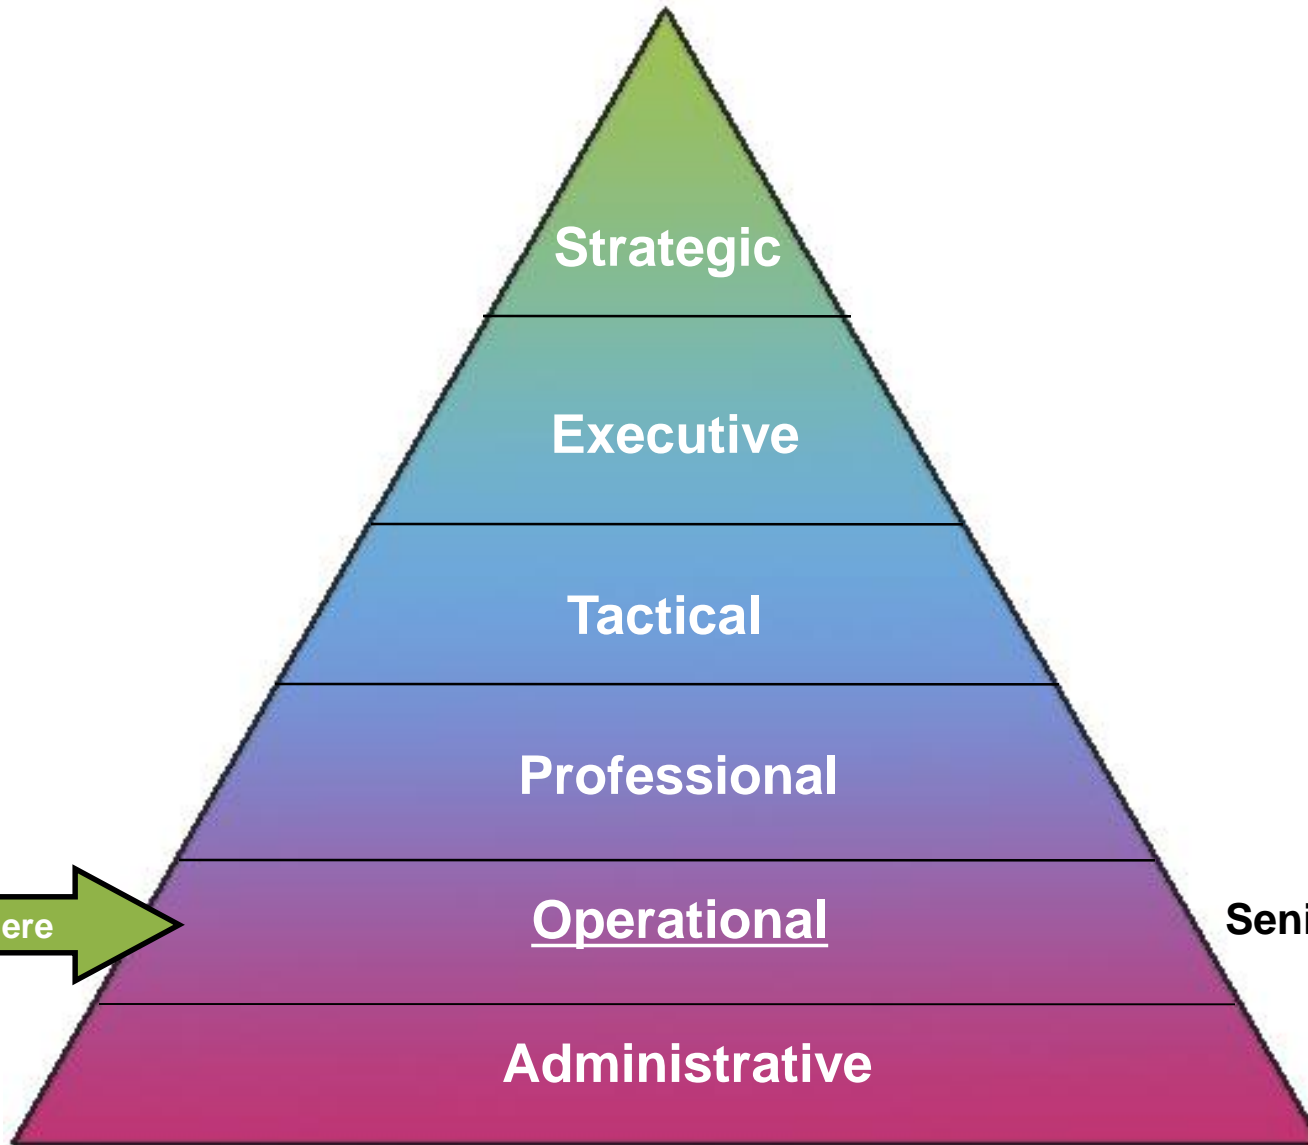 Strategic
Executive
Tactical
Professional
ere
Operational
Seni
Administrative